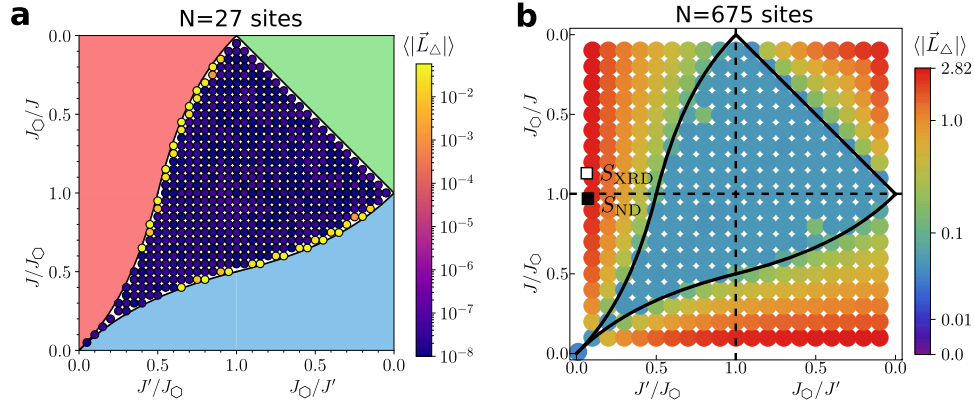 a
N=27 sites
0.0
0.5
1.0
0.5
0.0
J⬡/J
J/J⬡
0.0 0.5 1.0 0.5 0.0
J′/J⬡ J⬡/J′
⟨|L⃗△|⟩
10⁻²
10⁻³
10⁻⁴
10⁻⁵
10⁻⁶
10⁻⁷
10⁻⁸
b
N=675 sites
0.0
0.5
1.0
0.5
0.0
J⬡/J
J/J⬡
S_XRD
S_ND
0.0 0.5 1.0 0.5 0.0
J′/J⬡ J⬡/J′
⟨|L⃗△|⟩
2.82
1.0
0.1
0.01
0.0